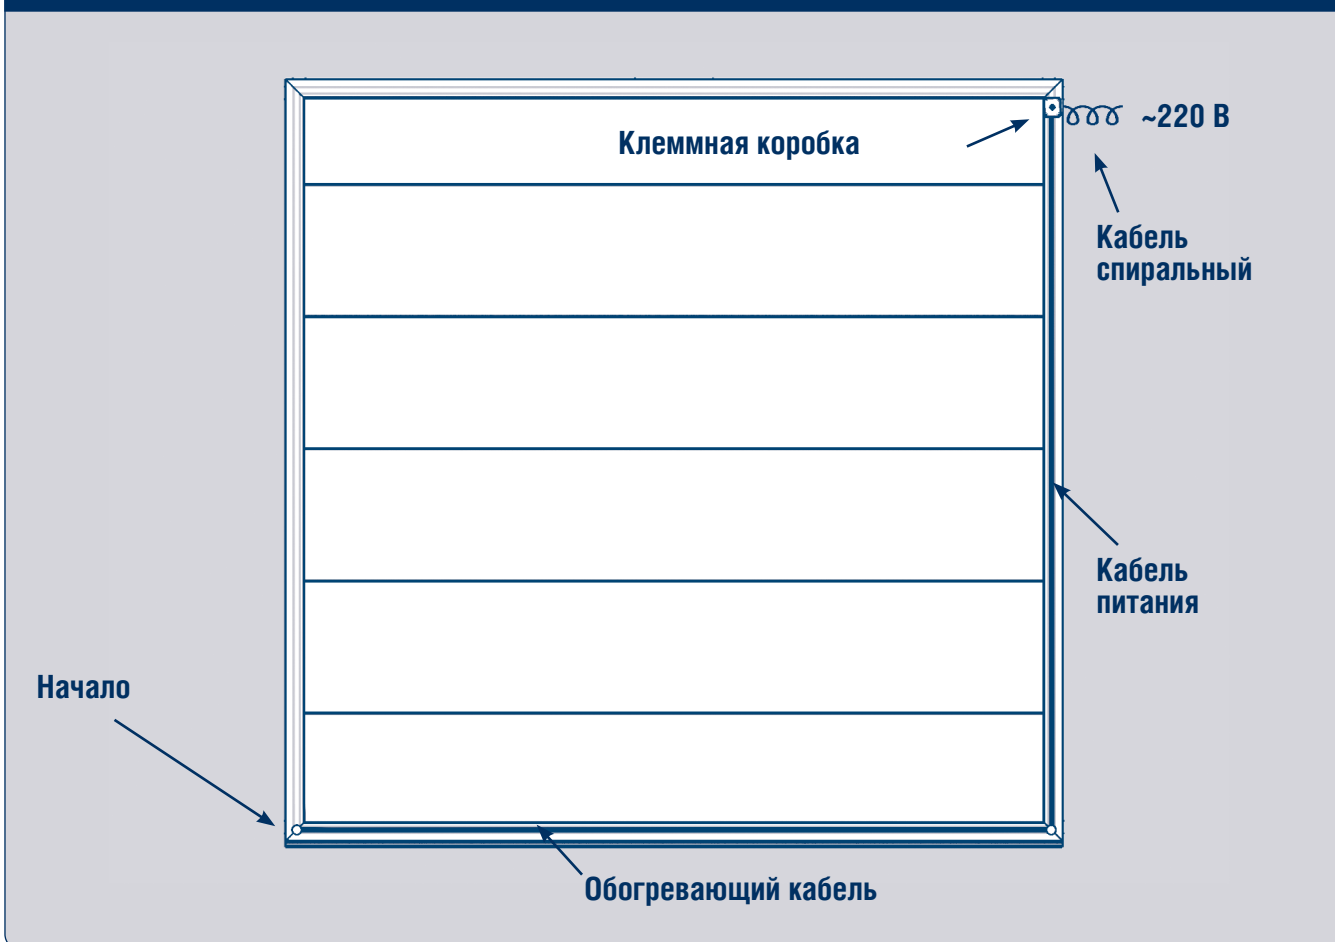 Клеммная коробка
~220 В
Кабель
спиральный
Кабель
питания
Начало
Обогревающий кабель